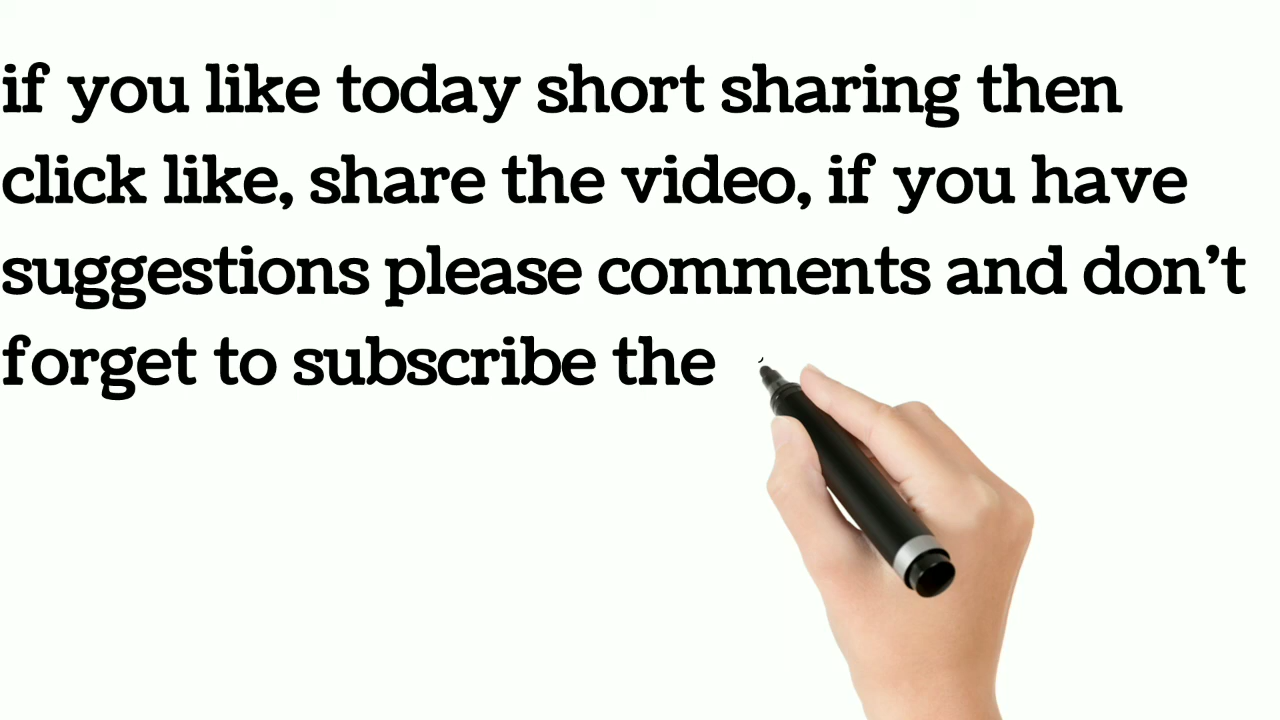 if you like today short sharing then
click like, share the video, if you have
suggestions please comments and don't
forget to subscribe the